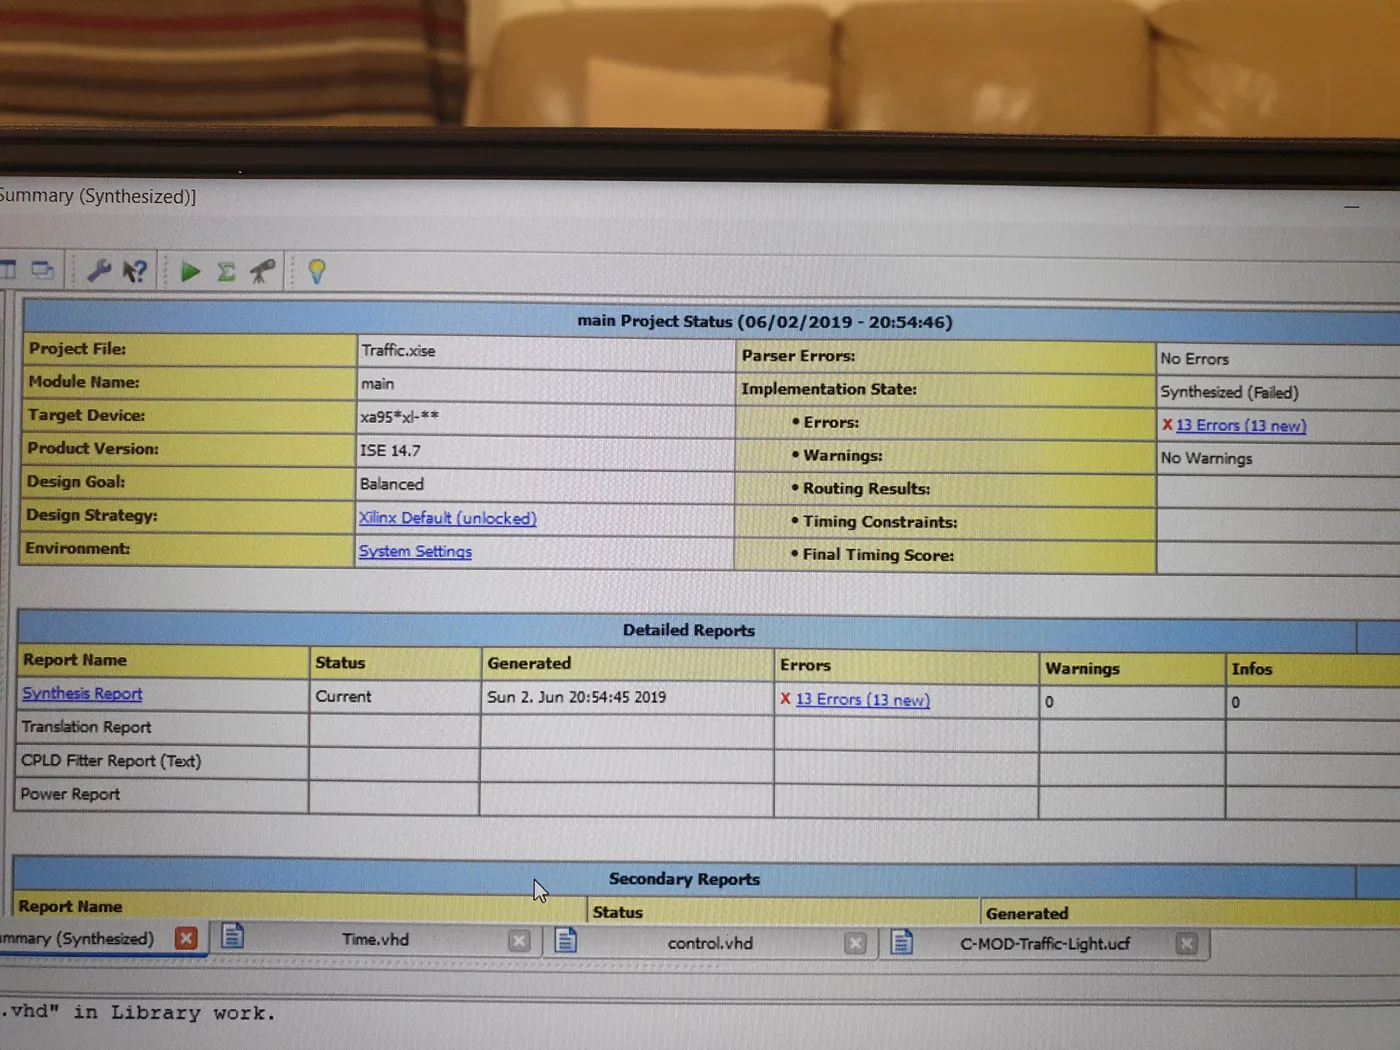 Summary (Synthesized)]
main Project Status (06/02/2019 - 20:54:46)
Project File: Traffic.xise Parser Errors: No Errors
Module Name: main Implementation State: Synthesized (Failed)
Target Device: xa95*xl-** • Errors: X 13 Errors (13 new)
Product Version: ISE 14.7 • Warnings: No Warnings
Design Goal: Balanced • Routing Results:
Design Strategy: Xilinx Default (unlocked) • Timing Constraints:
Environment: System Settings • Final Timing Score:
Detailed Reports
Report Name Status Generated Errors Warnings Infos
Synthesis Report Current Sun 2. Jun 20:54:45 2019 X 13 Errors (13 new) 0 0
Translation Report
CPLD Fitter Report (Text)
Power Report
Secondary Reports
Report Name Status Generated
mmary (Synthesized) Time.vhd control.vhd C-MOD-Traffic-Light.ucf
.vhd" in Library work.